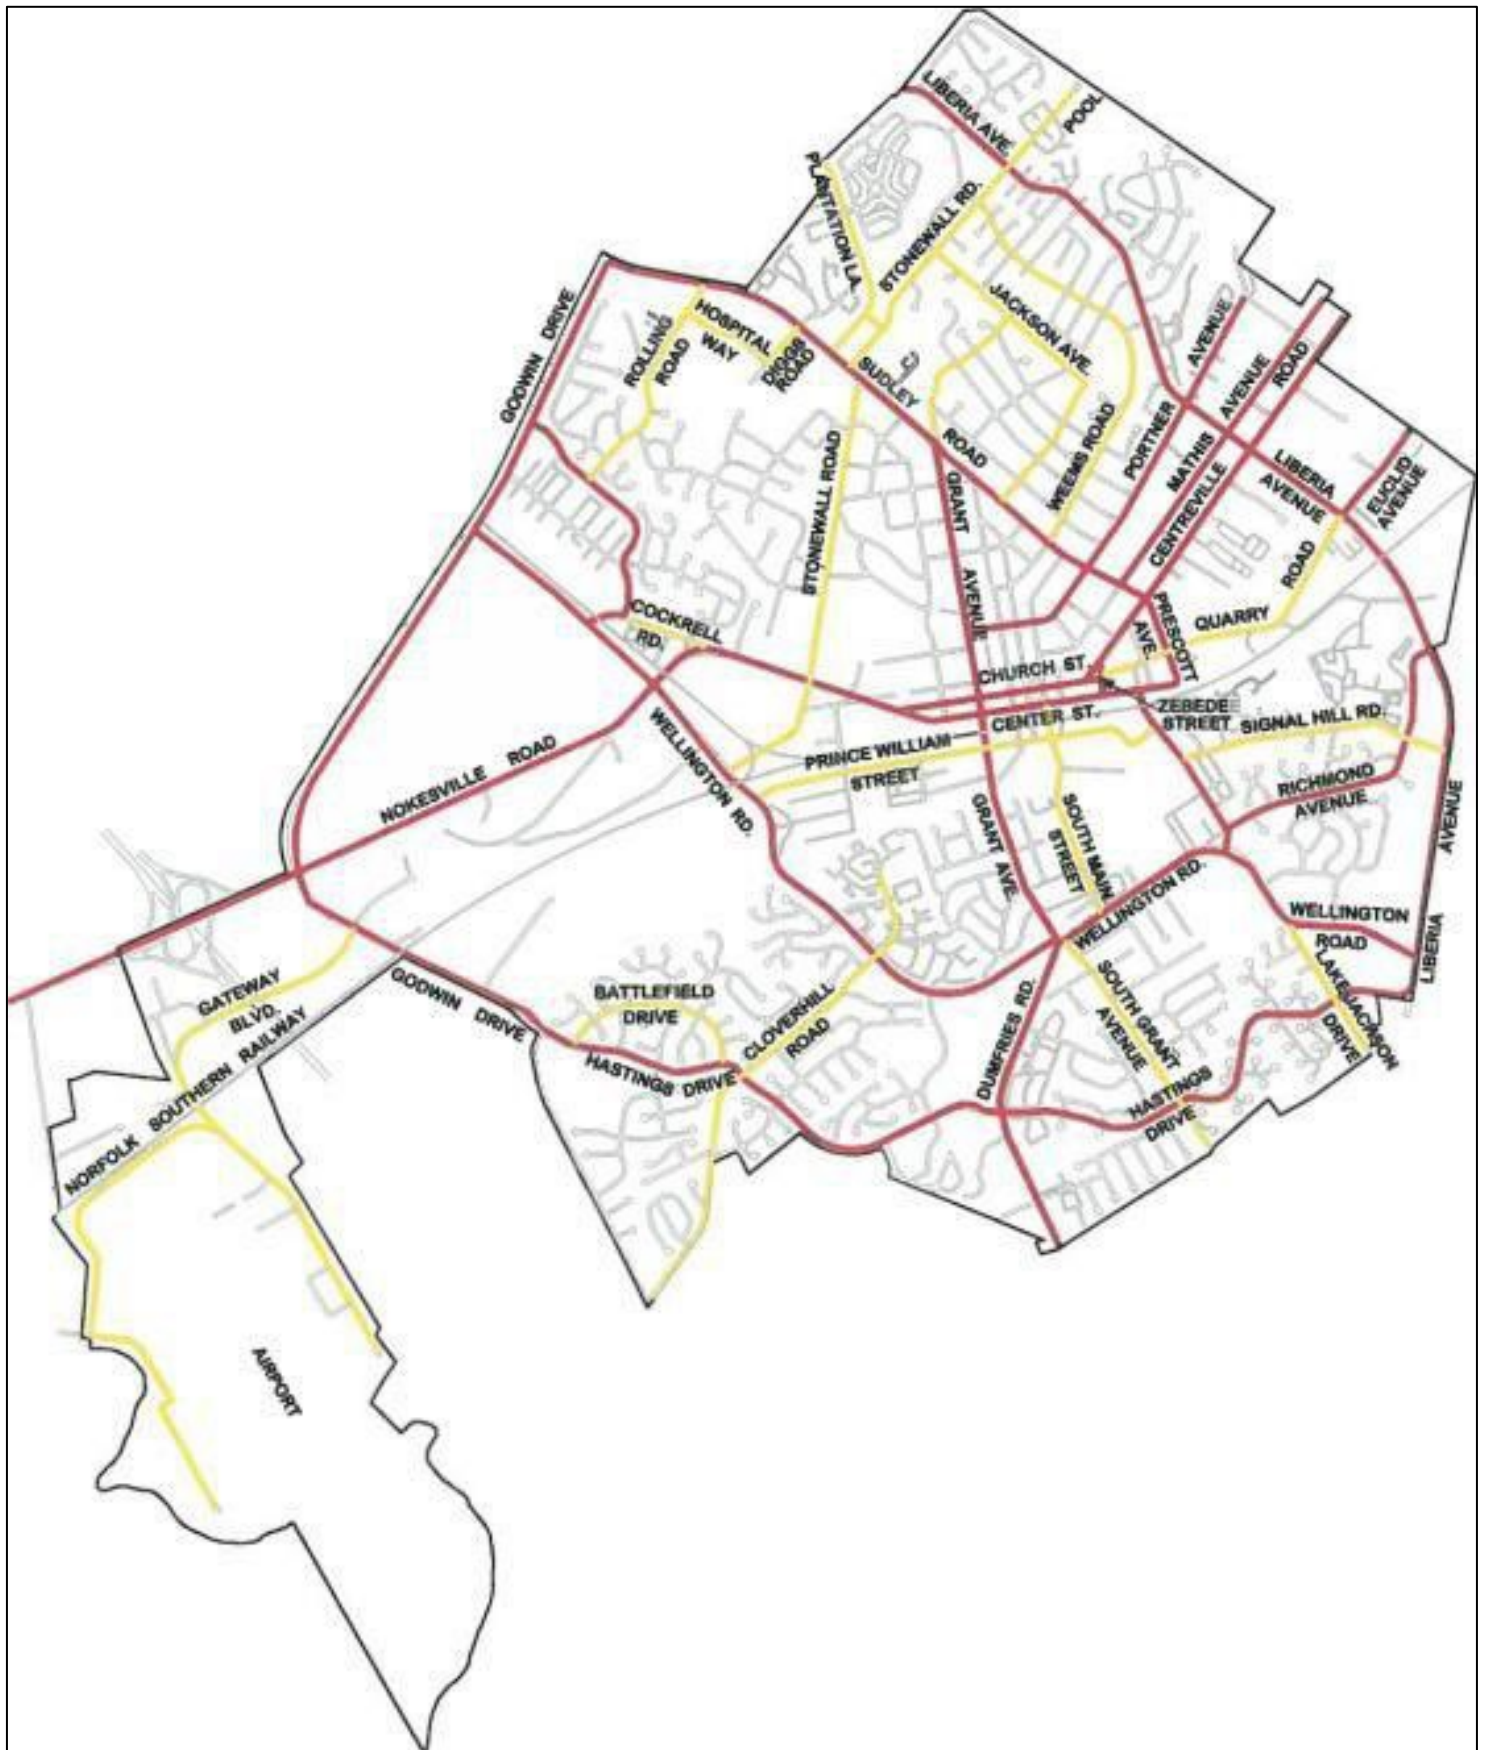 POOL
LIBERIA AVE.
PLANTATION LA.
STONEWALL RD.
JACKSON AVE.
GODWIN DRIVE
HOSPITAL
WAY
ROLLING
ROAD
DIGGS
ROAD
SUDLEY
ROAD
PORTNER
AVENUE
MATHIS
AVENUE
CENTREVILLE
ROAD
LIBERIA
AVENUE
EUCLID
AVENUE
WEEMS ROAD
STONEWALL ROAD
GRANT
AVENUE
QUARRY
ROAD
COCKRELL
RD.
PRESCOTT
AVE.
CHURCH ST.
CENTER ST.
ZEBEDEE
STREET
SIGNAL HILL RD.
PRINCE WILLIAM
STREET
NOKESVILLE ROAD
WELLINGTON RD.
RICHMOND
AVENUE
GRANT AVE.
SOUTH MAIN
STREET
WELLINGTON RD.
WELLINGTON
ROAD
LIBERIA
AVENUE
GATEWAY
BLVD.
GODWIN DRIVE
BATTLEFIELD
DRIVE
CLOVERHILL
ROAD
DUMFRIES RD.
SOUTH GRANT
AVENUE
LAKE JACKSON
DRIVE
HASTINGS DRIVE
HASTINGS
DRIVE
NORFOLK SOUTHERN RAILWAY
AIRPORT